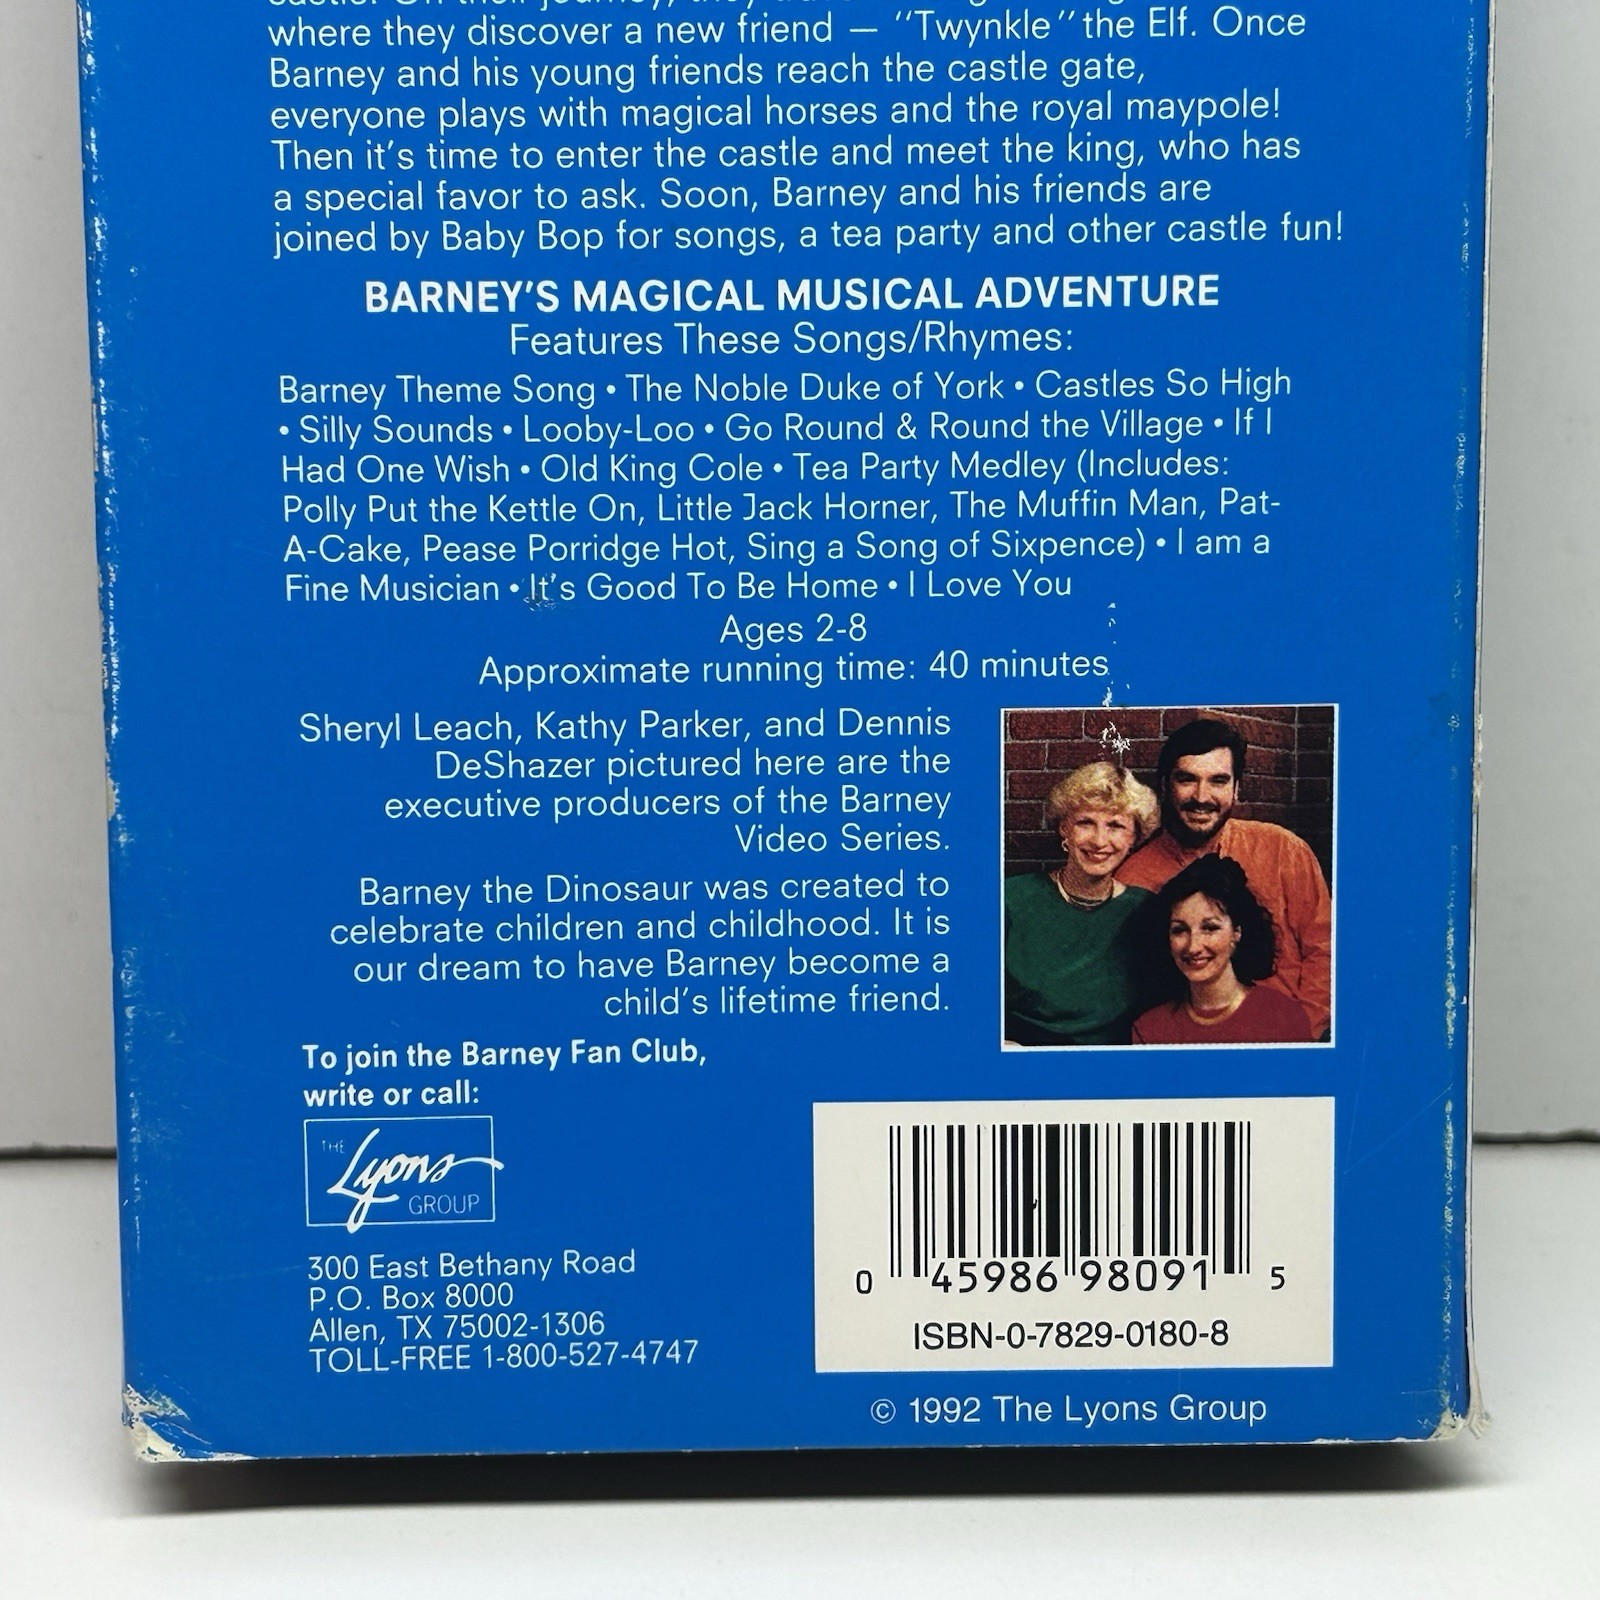 where they discover a new friend — "Twynkle" the Elf. Once
Barney and his young friends reach the castle gate,
everyone plays with magical horses and the royal maypole!
Then it's time to enter the castle and meet the king, who has
a special favor to ask. Soon, Barney and his friends are
joined by Baby Bop for songs, a tea party and other castle fun!
BARNEY'S MAGICAL MUSICAL ADVENTURE
Features These Songs/Rhymes:
Barney Theme Song • The Noble Duke of York • Castles So High
• Silly Sounds • Looby-Loo • Go Round & Round the Village • If I
Had One Wish • Old King Cole • Tea Party Medley (Includes:
Polly Put the Kettle On, Little Jack Horner, The Muffin Man, Pat-
A-Cake, Pease Porridge Hot, Sing a Song of Sixpence) • I am a
Fine Musician • It's Good To Be Home • I Love You
Ages 2-8
Approximate running time: 40 minutes
Sheryl Leach, Kathy Parker, and Dennis
DeShazer pictured here are the
executive producers of the Barney
Video Series.
Barney the Dinosaur was created to
celebrate children and childhood. It is
our dream to have Barney become a
child's lifetime friend.
To join the Barney Fan Club,
write or call:
THE
Lyons
GROUP
300 East Bethany Road
P.O. Box 8000
Allen, TX 75002-1306
TOLL-FREE 1-800-527-4747
0 45986 98091 5
ISBN-0-7829-0180-8
© 1992 The Lyons Group